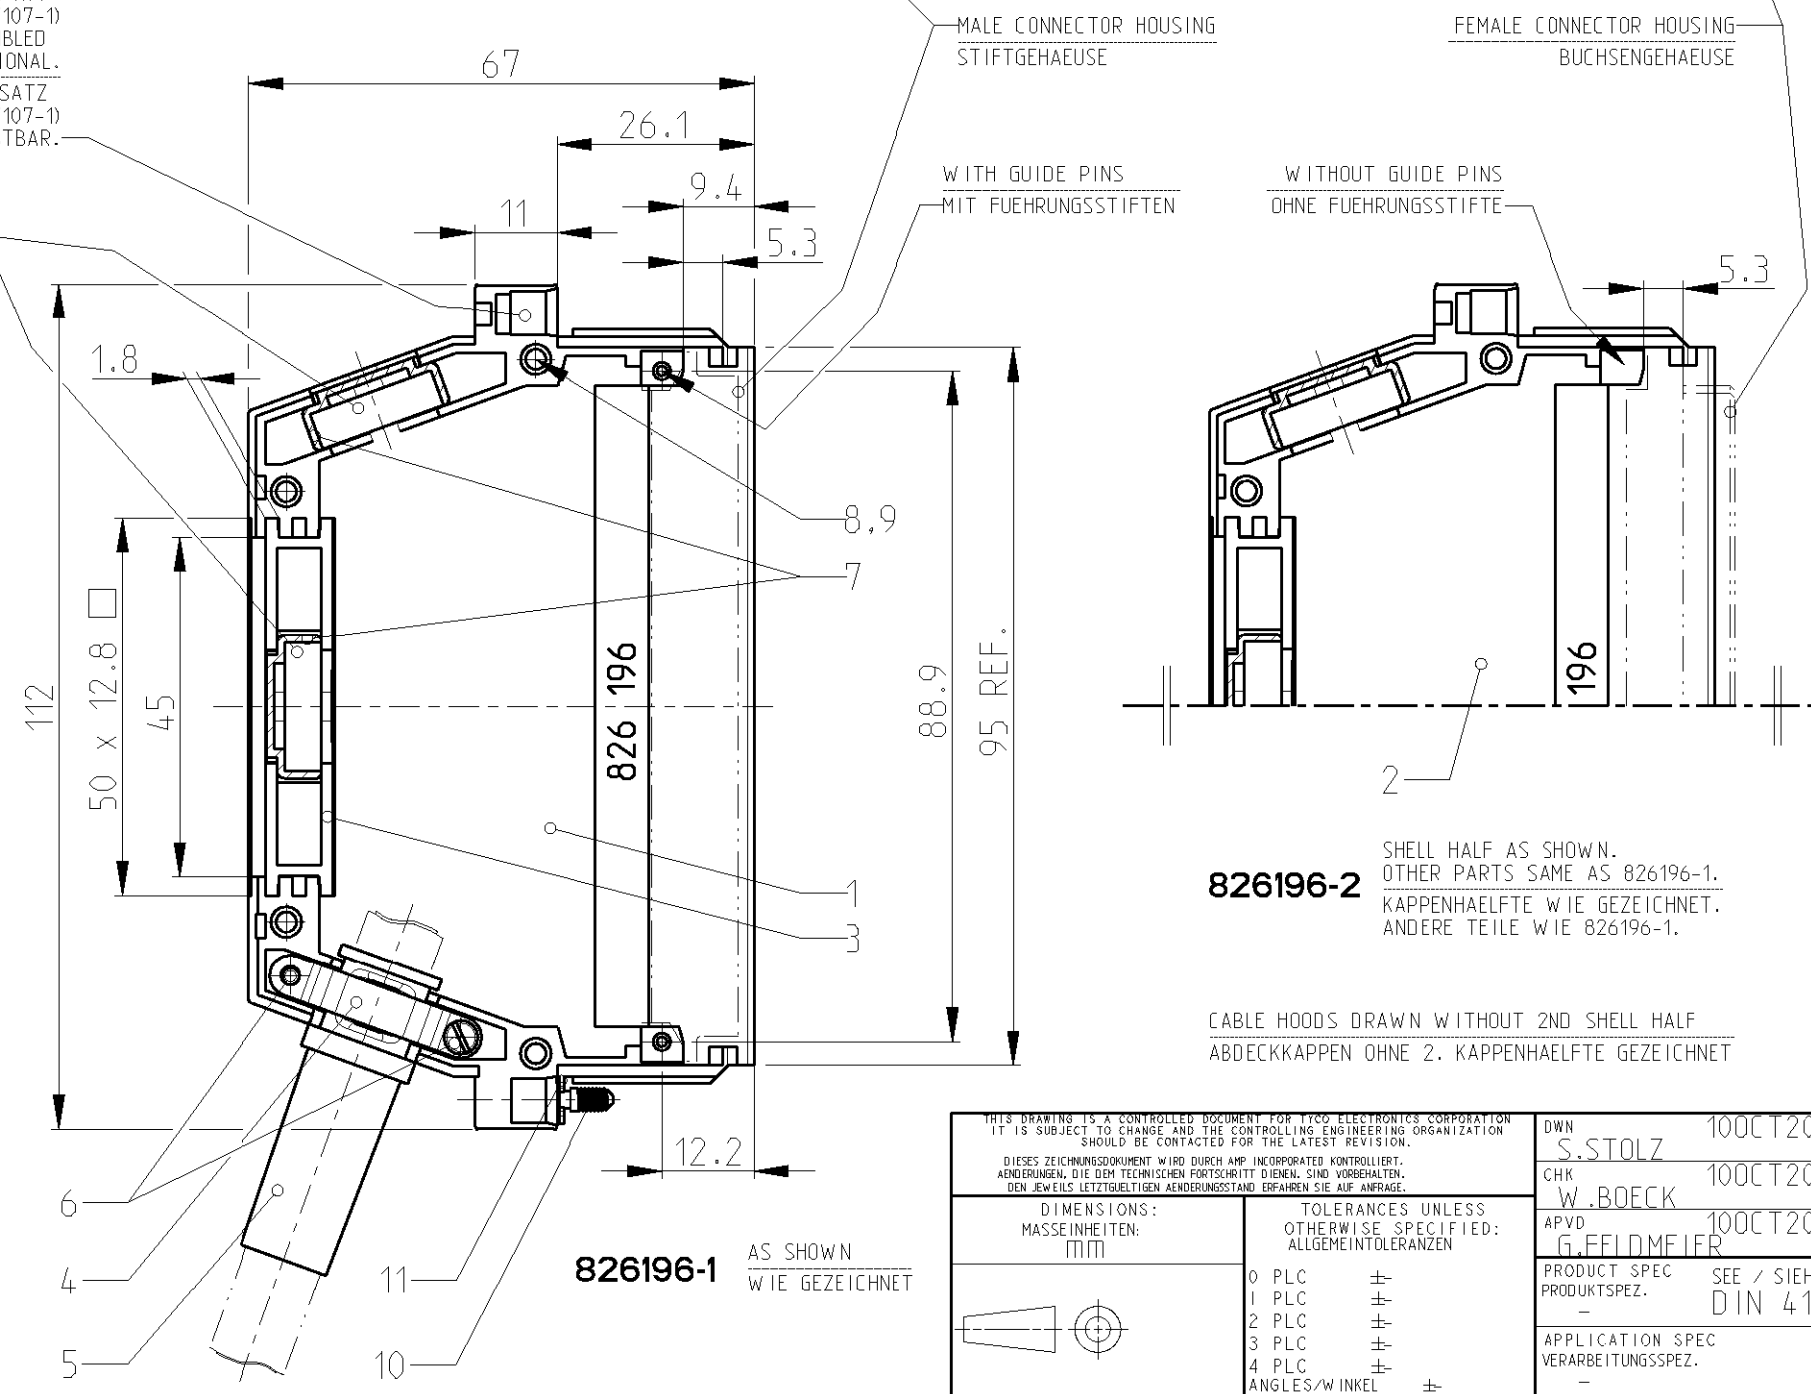 107-1)
BLED
IONAL.
SATZ
107-1)
TBAR.
67
26.1
9.4
11
5.3
1.8
MALE CONNECTOR HOUSING
STIFTGEHAEUSE
FEMALE CONNECTOR HOUSING
BUCHSENGEHAEUSE
WITH GUIDE PINS
MIT FUEHRUNGSSTIFTEN
WITHOUT GUIDE PINS
OHNE FUEHRUNGSSTIFTE
5.3
8,9
7
112
50 x 12.8 □
45
826 196
88.9
95 REF.
196
2
1
3
826196-2
SHELL HALF AS SHOWN.
OTHER PARTS SAME AS 826196-1.
KAPPENHAELFTE WIE GEZEICHNET.
ANDERE TEILE WIE 826196-1.
CABLE HOODS DRAWN WITHOUT 2ND SHELL HALF
ABDECKKAPPEN OHNE 2. KAPPENHAELFTE GEZEICHNET
12.2
6
4
5
11
10
826196-1
AS SHOWN
WIE GEZEICHNET
THIS DRAWING IS A CONTROLLED DOCUMENT FOR TYCO ELECTRONICS CORPORATION
IT IS SUBJECT TO CHANGE AND THE CONTROLLING ENGINEERING ORGANIZATION
SHOULD BE CONTACTED FOR THE LATEST REVISION.
DIESES ZEICHNUNGSDOKUMENT WIRD DURCH AMP INCORPORATED KONTROLLIERT.
AENDERUNGEN, DIE DEM TECHNISCHEN FORTSCHRITT DIENEN. SIND VORBEHALTEN.
DEN JEWEILS LETZTGUELTIGEN AENDERUNGSSTAND ERFAHREN SIE AUF ANFRAGE.
DIMENSIONS:
MASSEINHEITEN:
mm
TOLERANCES UNLESS
OTHERWISE SPECIFIED:
ALLGEMEINTOLERANZEN
0 PLC ±-
1 PLC ±-
2 PLC ±-
3 PLC ±-
4 PLC ±-
ANGLES/WINKEL ±-
DWN 10OCT20
S.STOLZ
CHK 10OCT20
W.BOECK
APVD 10OCT20
G.FELDMEIER
PRODUCT SPEC SEE / SIEH
PRODUKTSPEZ. DIN 41
-
APPLICATION SPEC
VERARBEITUNGSSPEZ.
-